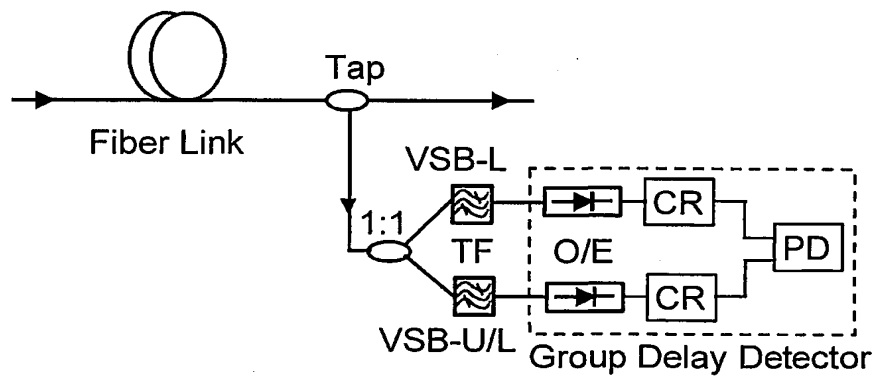 Tap
Fiber Link
VSB-L
CR
1:1
TF
O/E
PD
CR
VSB-U/L
Group Delay Detector